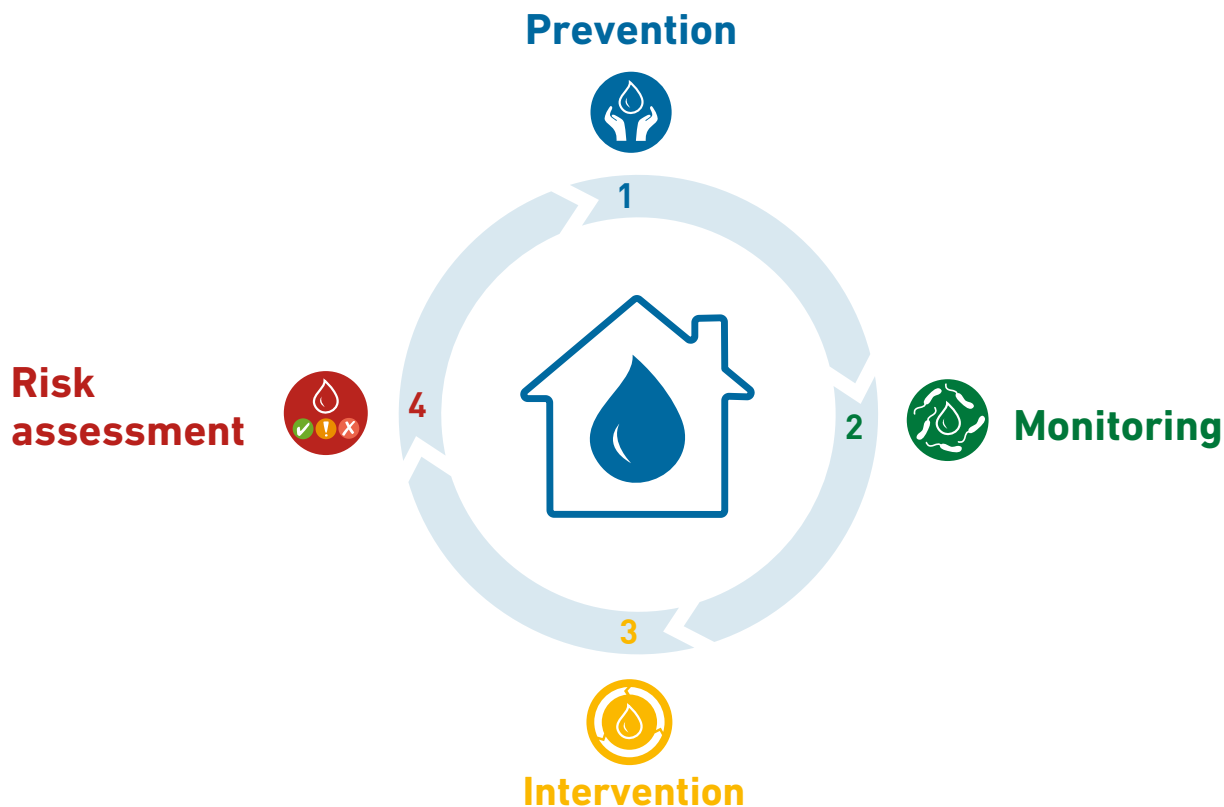 Prevention
1
2
Monitoring
3
Intervention
4
Risk
assessment